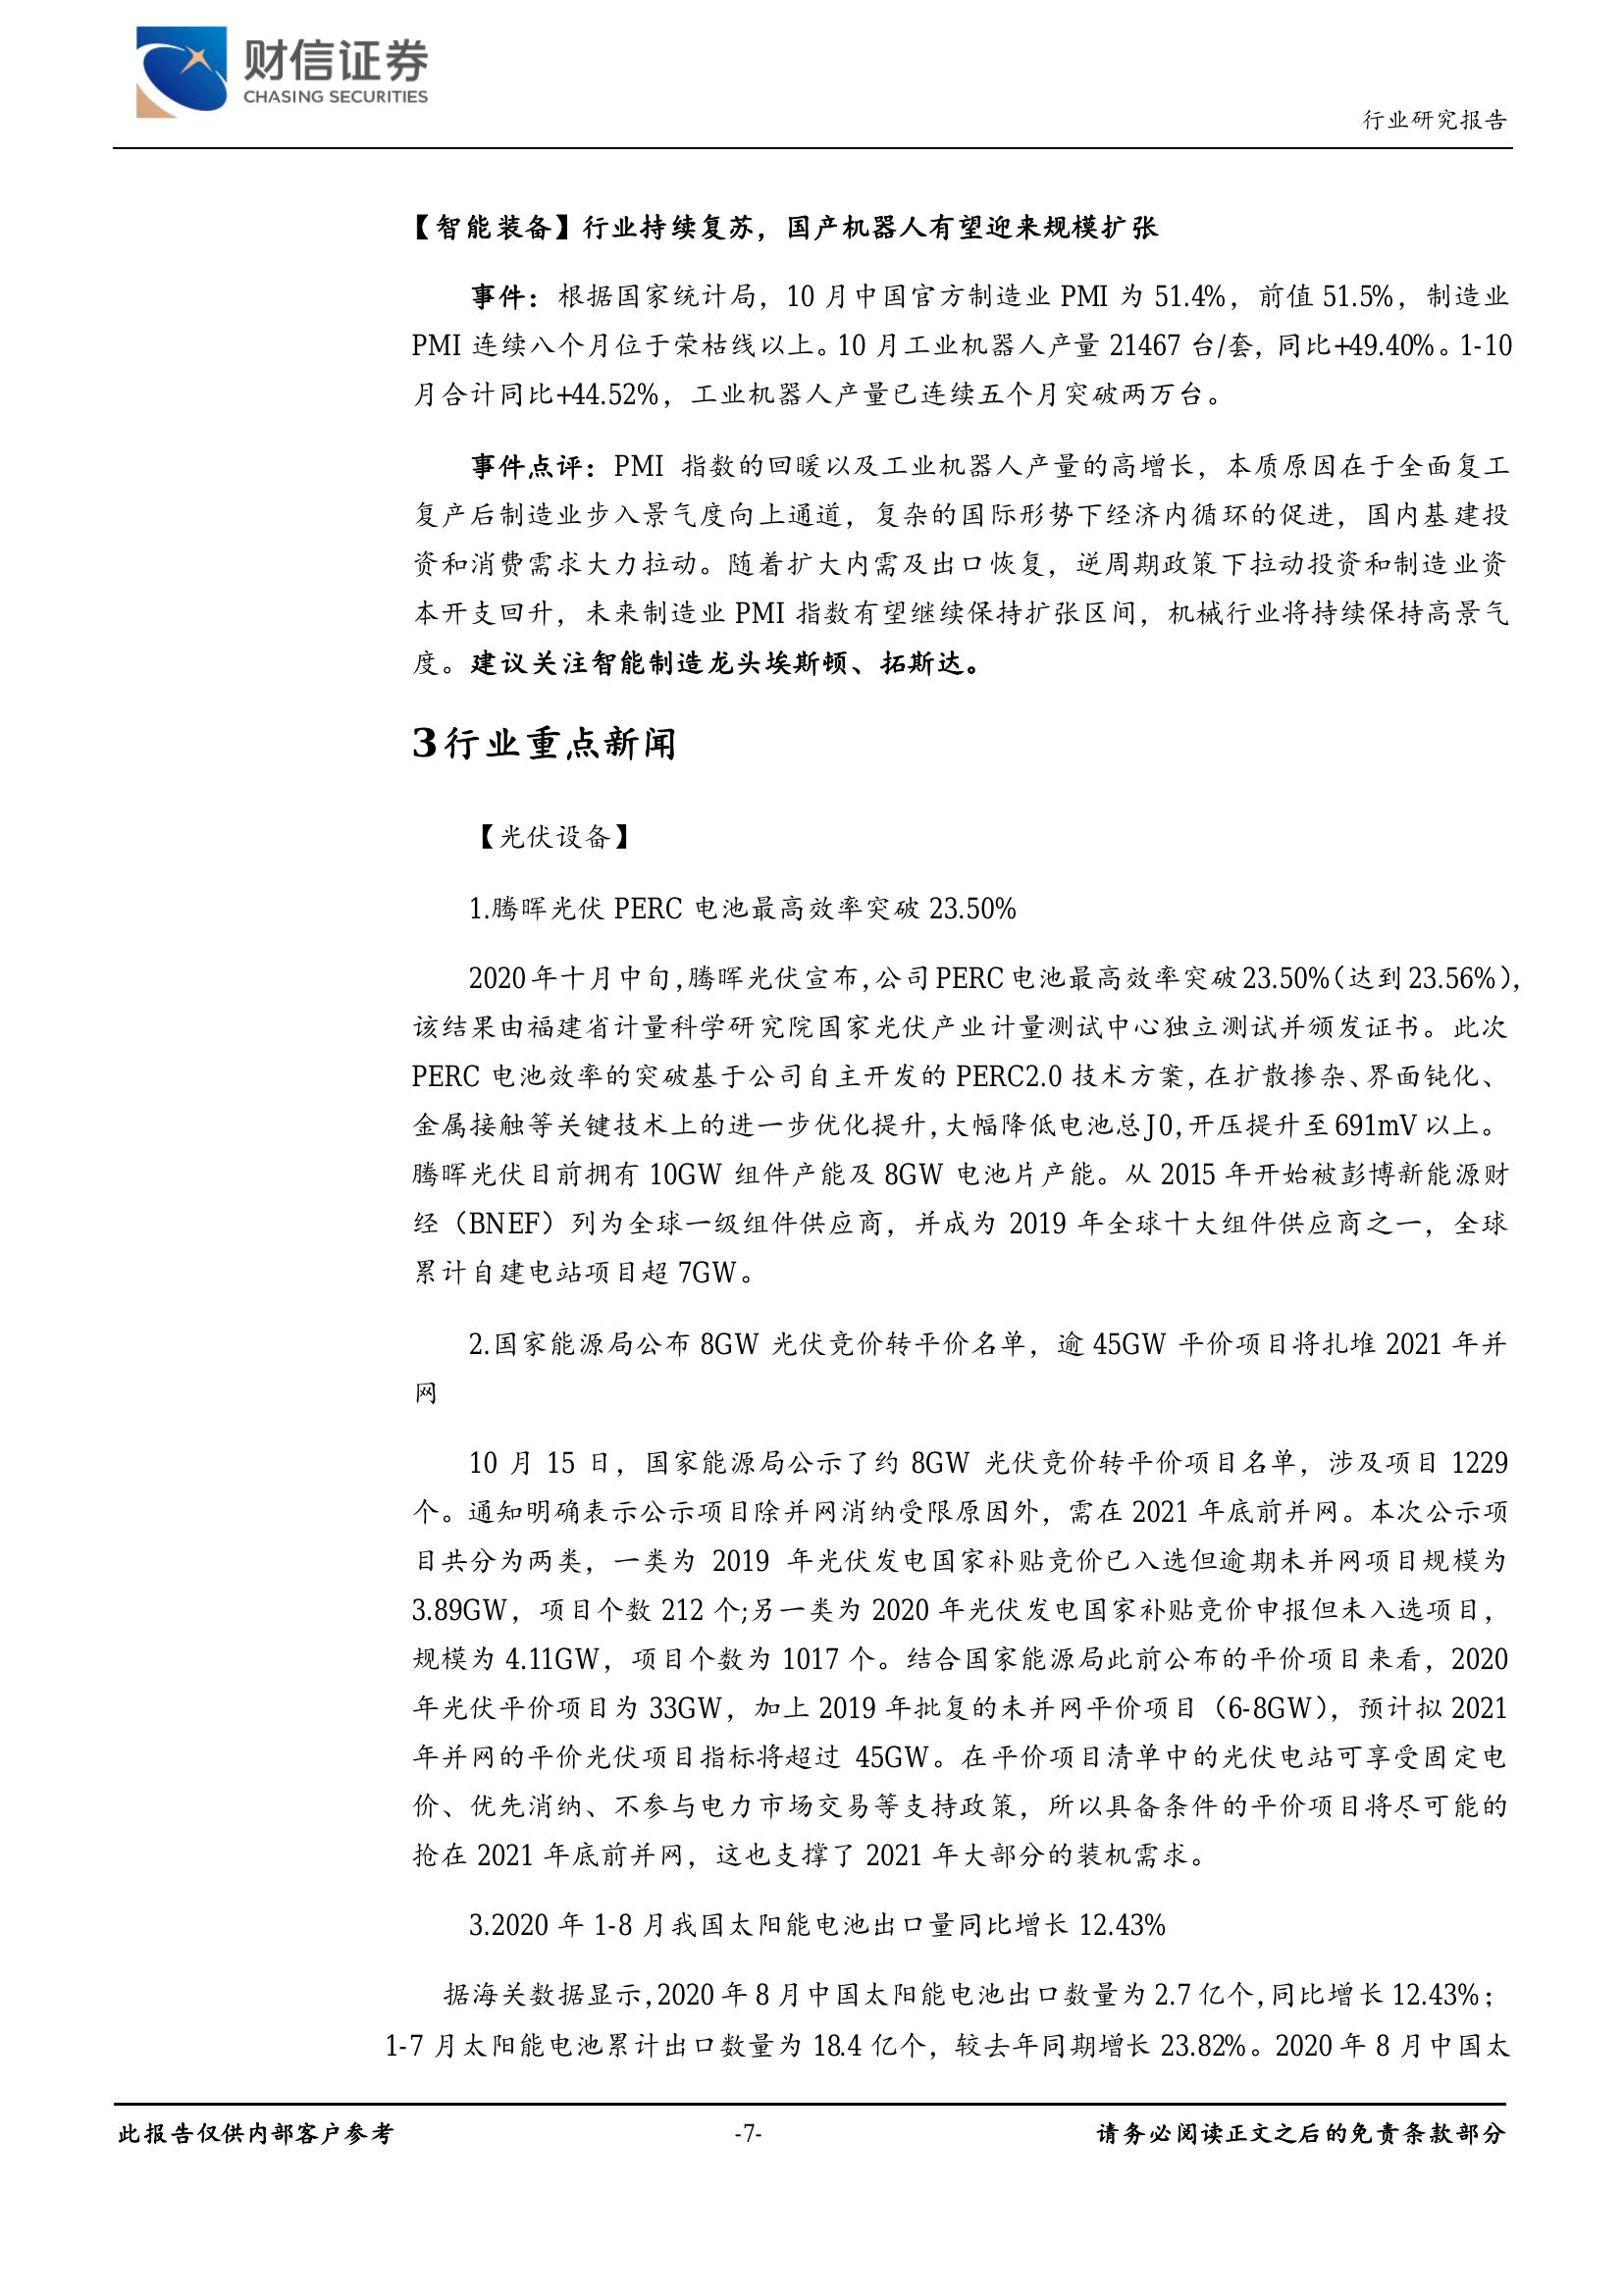 财信证券
CHASING SECURITIES
行业研究报告
【智能装备】行业持续复苏，国产机器人有望迎来规模扩张
事件：根据国家统计局，10 月中国官方制造业 PMI 为 51.4%，前值 51.5%，制造业
PMI 连续八个月位于荣枯线以上。10 月工业机器人产量 21467 台/套，同比+49.40%。1-10
月合计同比+44.52%，工业机器人产量已连续五个月突破两万台。
事件点评：PMI 指数的回暖以及工业机器人产量的高增长，本质原因在于全面复工
复产后制造业步入景气度向上通道，复杂的国际形势下经济内循环的促进，国内基建投
资和消费需求大力拉动。随着扩大内需及出口恢复，逆周期政策下拉动投资和制造业资
本开支回升，未来制造业 PMI 指数有望继续保持扩张区间，机械行业将持续保持高景气
度。建议关注智能制造龙头埃斯顿、拓斯达。
3 行业重点新闻
【光伏设备】
1.腾晖光伏 PERC 电池最高效率突破 23.50%
2020 年十月中旬，腾晖光伏宣布，公司 PERC 电池最高效率突破 23.50%（达到 23.56%），
该结果由福建省计量科学研究院国家光伏产业计量测试中心独立测试并颁发证书。此次
PERC 电池效率的突破基于公司自主开发的 PERC2.0 技术方案，在扩散掺杂、界面钝化、
金属接触等关键技术上的进一步优化提升，大幅降低电池总 J0，开压提升至 691mV 以上。
腾晖光伏目前拥有 10GW 组件产能及 8GW 电池片产能。从 2015 年开始被彭博新能源财
经（BNEF）列为全球一级组件供应商，并成为 2019 年全球十大组件供应商之一，全球
累计自建电站项目超 7GW。
2.国家能源局公布 8GW 光伏竞价转平价名单，逾 45GW 平价项目将扎堆 2021 年并
网
10 月 15 日，国家能源局公示了约 8GW 光伏竞价转平价项目名单，涉及项目 1229
个。通知明确表示公示项目除并网消纳受限原因外，需在 2021 年底前并网。本次公示项
目共分为两类，一类为 2019 年光伏发电国家补贴竞价已入选但逾期未并网项目规模为
3.89GW，项目个数 212 个;另一类为 2020 年光伏发电国家补贴竞价申报但未入选项目，
规模为 4.11GW，项目个数为 1017 个。结合国家能源局此前公布的平价项目来看，2020
年光伏平价项目为 33GW，加上 2019 年批复的未并网平价项目（6-8GW），预计拟 2021
年并网的平价光伏项目指标将超过 45GW。在平价项目清单中的光伏电站可享受固定电
价、优先消纳、不参与电力市场交易等支持政策，所以具备条件的平价项目将尽可能的
抢在 2021 年底前并网，这也支撑了 2021 年大部分的装机需求。
3.2020 年 1-8 月我国太阳能电池出口量同比增长 12.43%
据海关数据显示，2020 年 8 月中国太阳能电池出口数量为 2.7 亿个，同比增长 12.43%；
1-7 月太阳能电池累计出口数量为 18.4 亿个，较去年同期增长 23.82%。2020 年 8 月中国太
此报告仅供内部客户参考
-7-
请务必阅读正文之后的免责条款部分